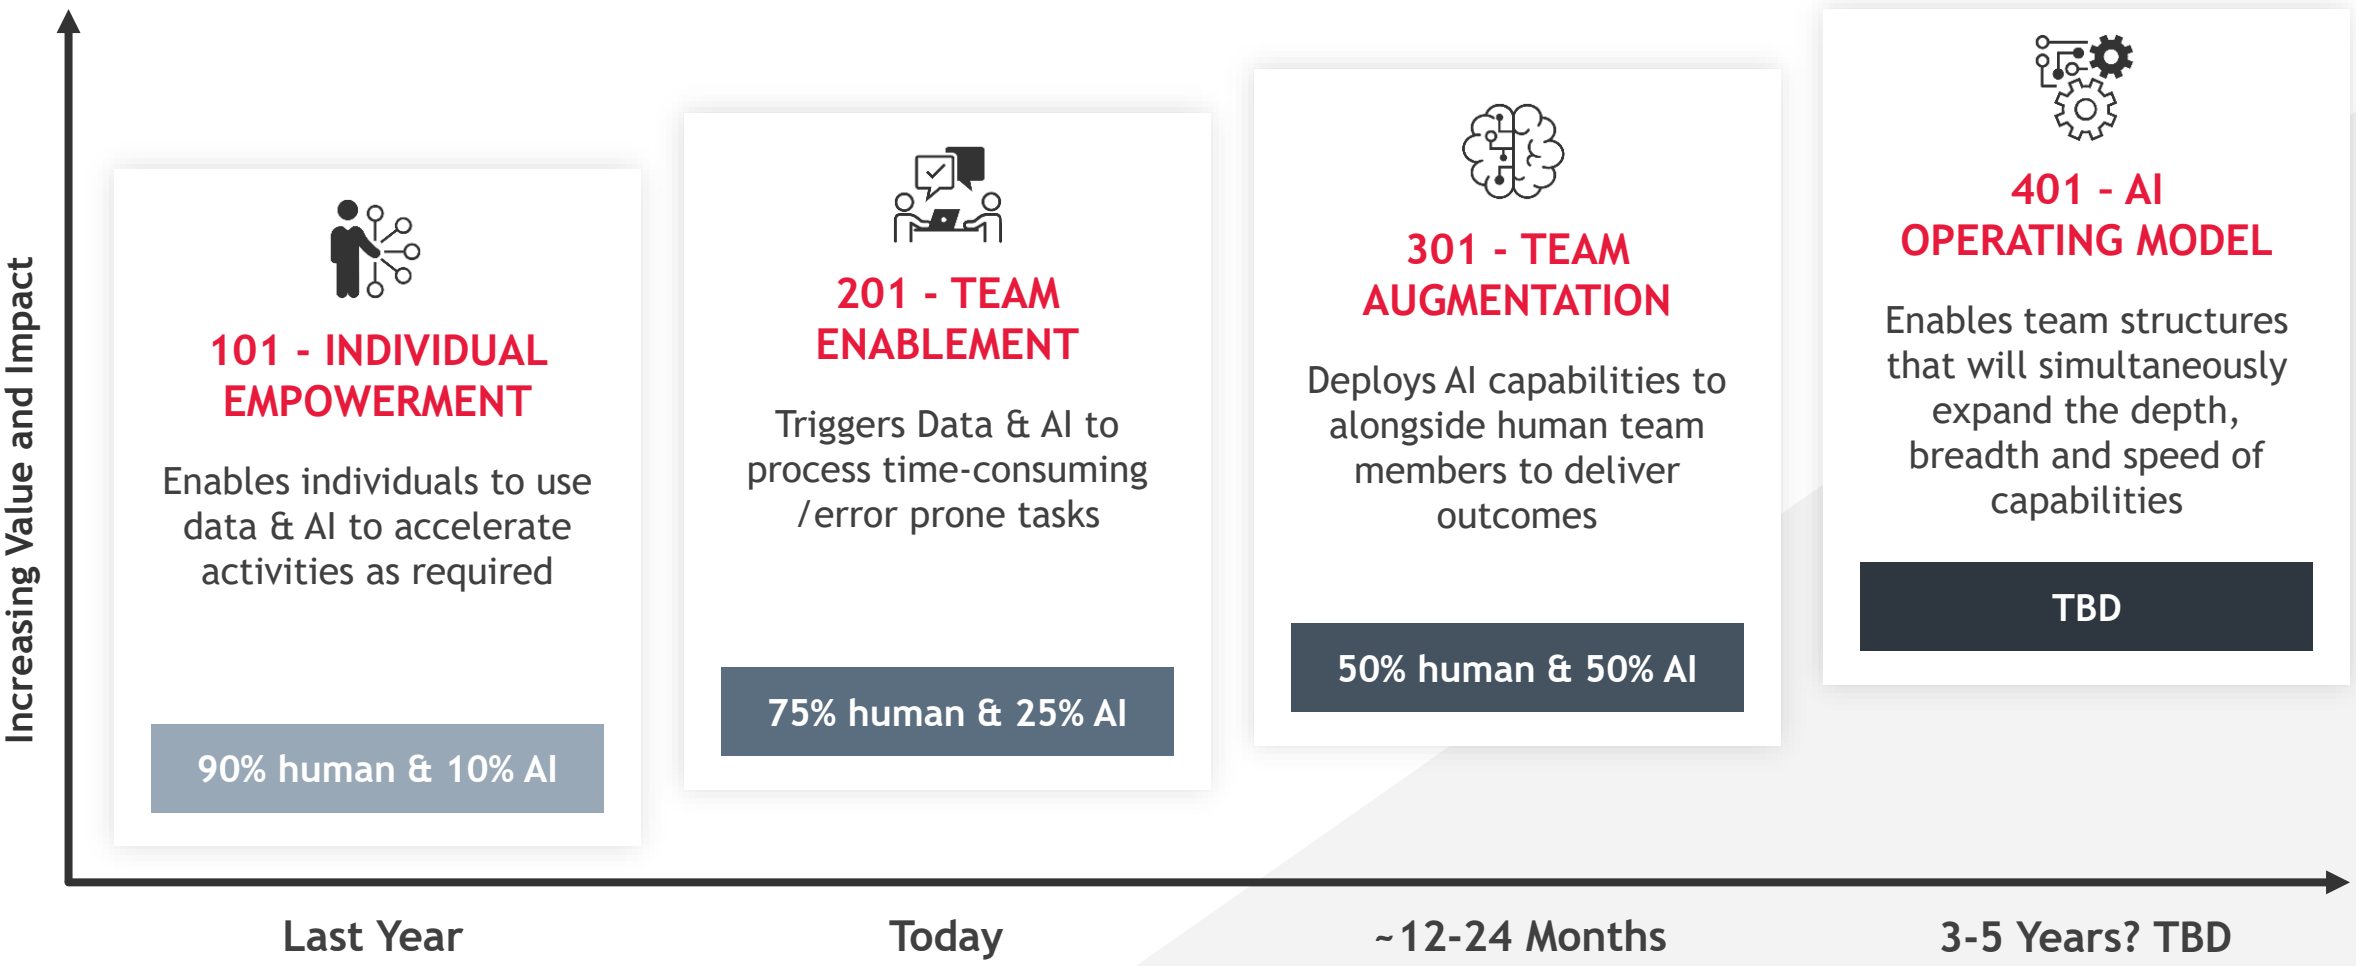 Increasing Value and Impact
101 - INDIVIDUAL
EMPOWERMENT
Enables individuals to use
data & AI to accelerate
activities as required
90% human & 10% AI
201 - TEAM
ENABLEMENT
Triggers Data & AI to
process time-consuming
/error prone tasks
75% human & 25% AI
301 - TEAM
AUGMENTATION
Deploys AI capabilities to
alongside human team
members to deliver
outcomes
50% human & 50% AI
401 - AI
OPERATING MODEL
Enables team structures
that will simultaneously
expand the depth,
breadth and speed of
capabilities
TBD
Last Year
Today
~12-24 Months
3-5 Years? TBD